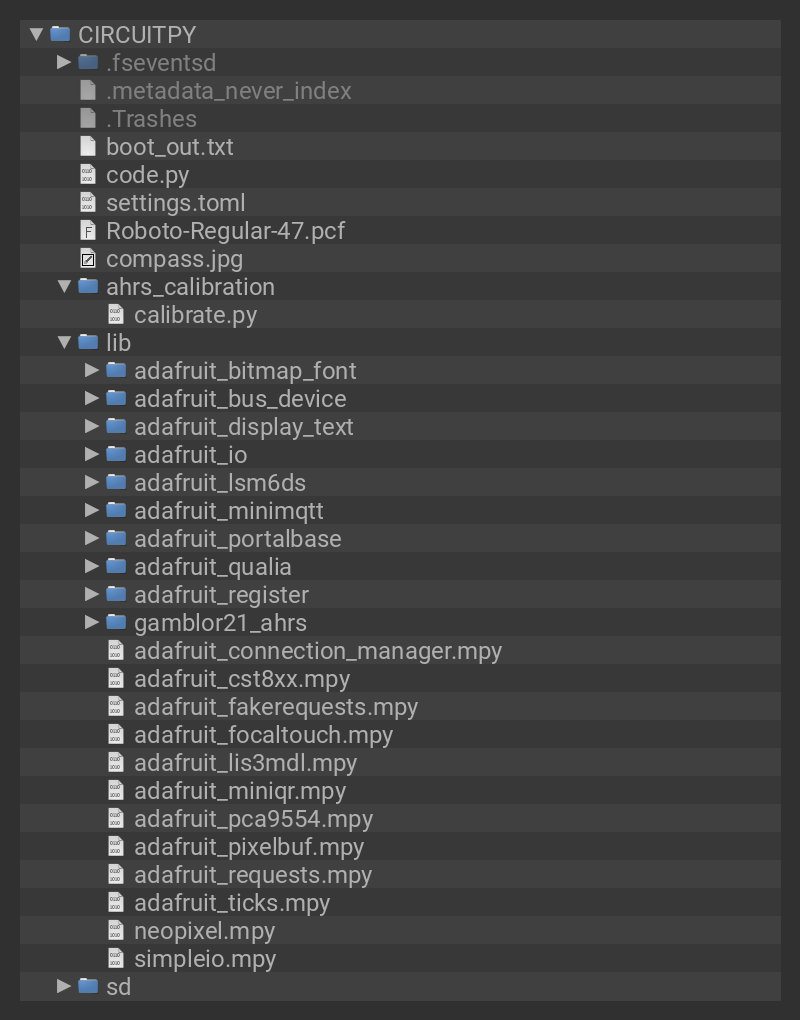 CIRCUITPY
.fseventsd
.metadata_never_index
.Trashes
boot_out.txt
code.py
settings.toml
Roboto-Regular-47.pcf
compass.jpg
ahrs_calibration
calibrate.py
lib
adafruit_bitmap_font
adafruit_bus_device
adafruit_display_text
adafruit_io
adafruit_lsm6ds
adafruit_minimqtt
adafruit_portalbase
adafruit_qualia
adafruit_register
gamblor21_ahrs
adafruit_connection_manager.mpy
adafruit_cst8xx.mpy
adafruit_fakerequests.mpy
adafruit_focaltouch.mpy
adafruit_lis3mdl.mpy
adafruit_miniqr.mpy
adafruit_pca9554.mpy
adafruit_pixelbuf.mpy
adafruit_requests.mpy
adafruit_ticks.mpy
neopixel.mpy
simpleio.mpy
sd